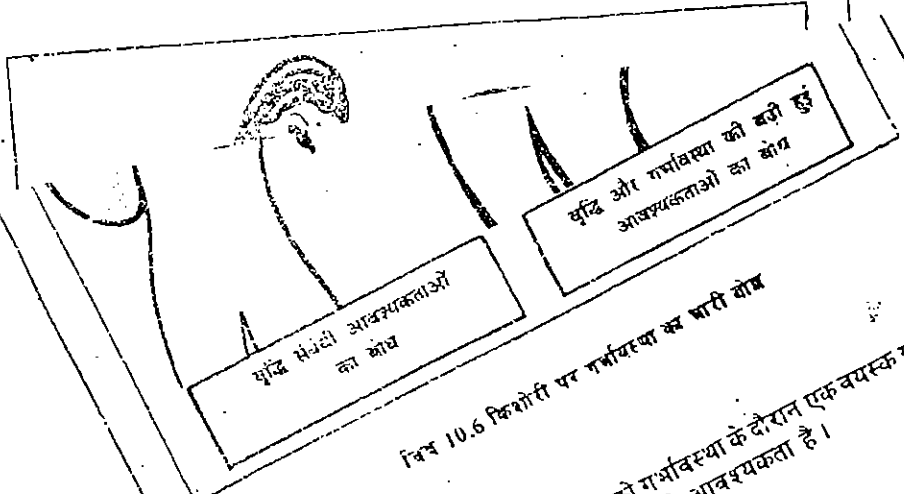 वृद्धि संबंधी आवश्यकताओं
का बोध
वृद्धि और गर्भावस्था की बढ़ी हुई
आवश्यकताओं का बोध
चित्र 10.6 किशोरी पर गर्भावस्था का भारी बोझ
गर्भावस्था के दौरान एक वयस्क
आवश्यकता है।